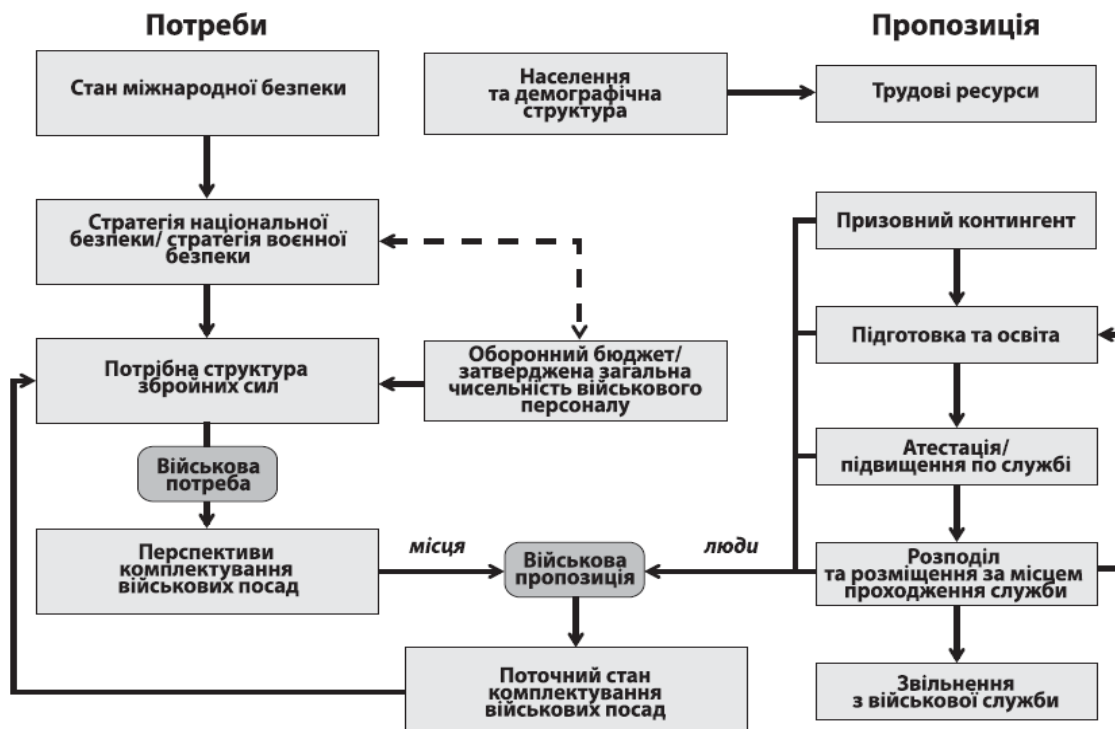 Потреби
Пропозиція
Стан міжнародної безпеки
Населення
та демографічна
структура
Трудові ресурси
Стратегія національної
безпеки/ стратегія воєнної
безпеки
Призовний контингент
Потрібна структура
збройних сил
Оборонний бюджет/
затверджена загальна
чисельність військового
персоналу
Підготовка та освіта
Військова
потреба
Атестація/
підвищення по службі
Перспективи
комплектування
військових посад
місця
Військова
пропозиція
люди
Розподіл
та розміщення за місцем
проходження служби
Поточний стан
комплектування
військових посад
Звільнення
з військової служби